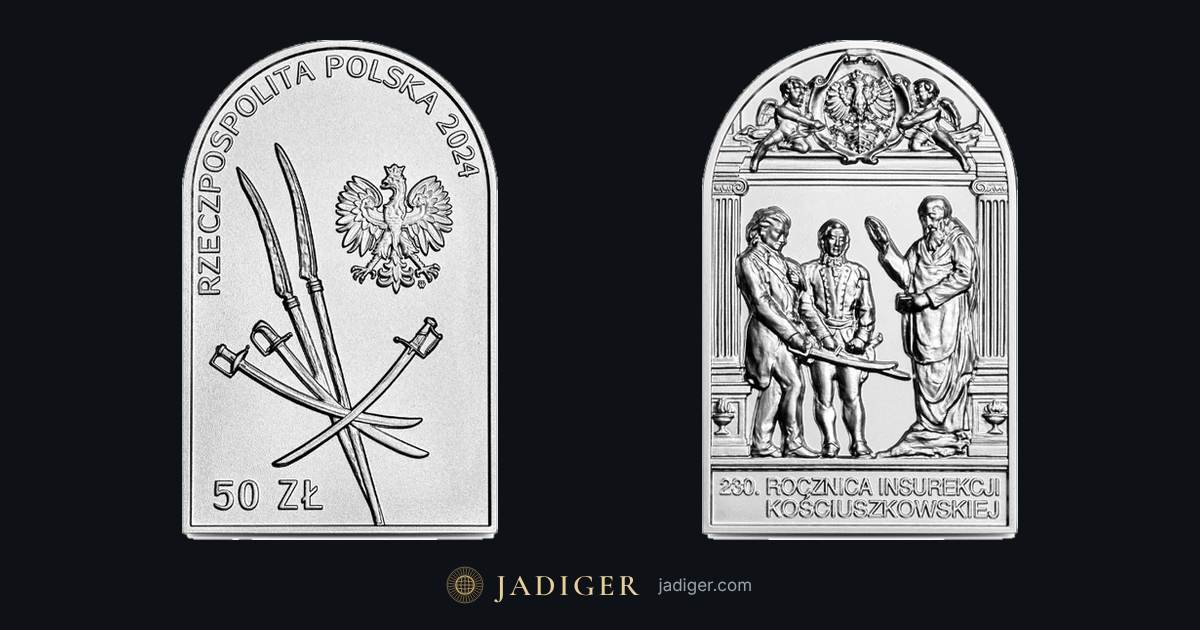 RZECZPOSPOLITA POLSKA 2024
50 ZŁ
230. ROCZNICA INSUREKCJI
KOŚCIUSZKOWSKIEJ
JADIGER jadiger.com